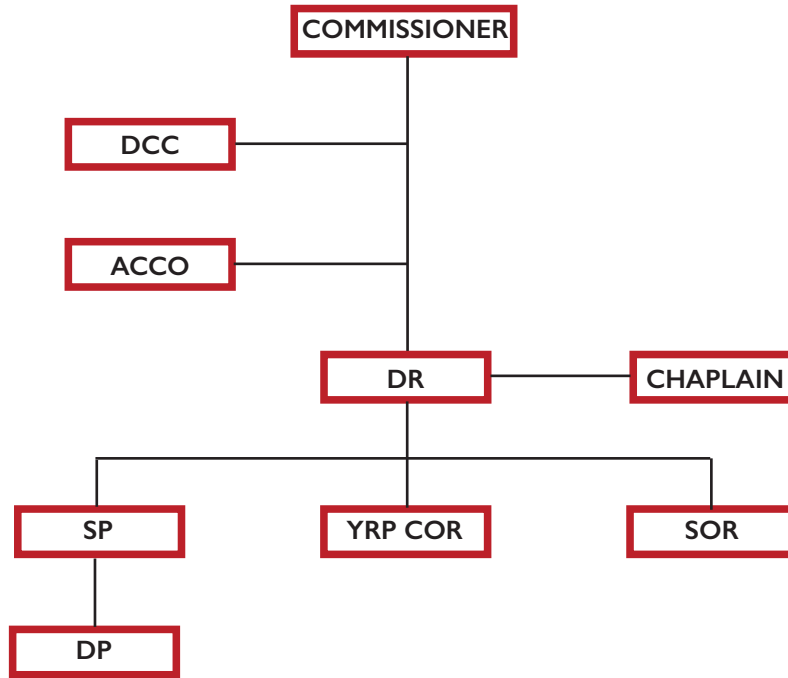 COMMISSIONER
DCC
ACCO
DR
CHAPLAIN
SP
YRP COR
SOR
DP